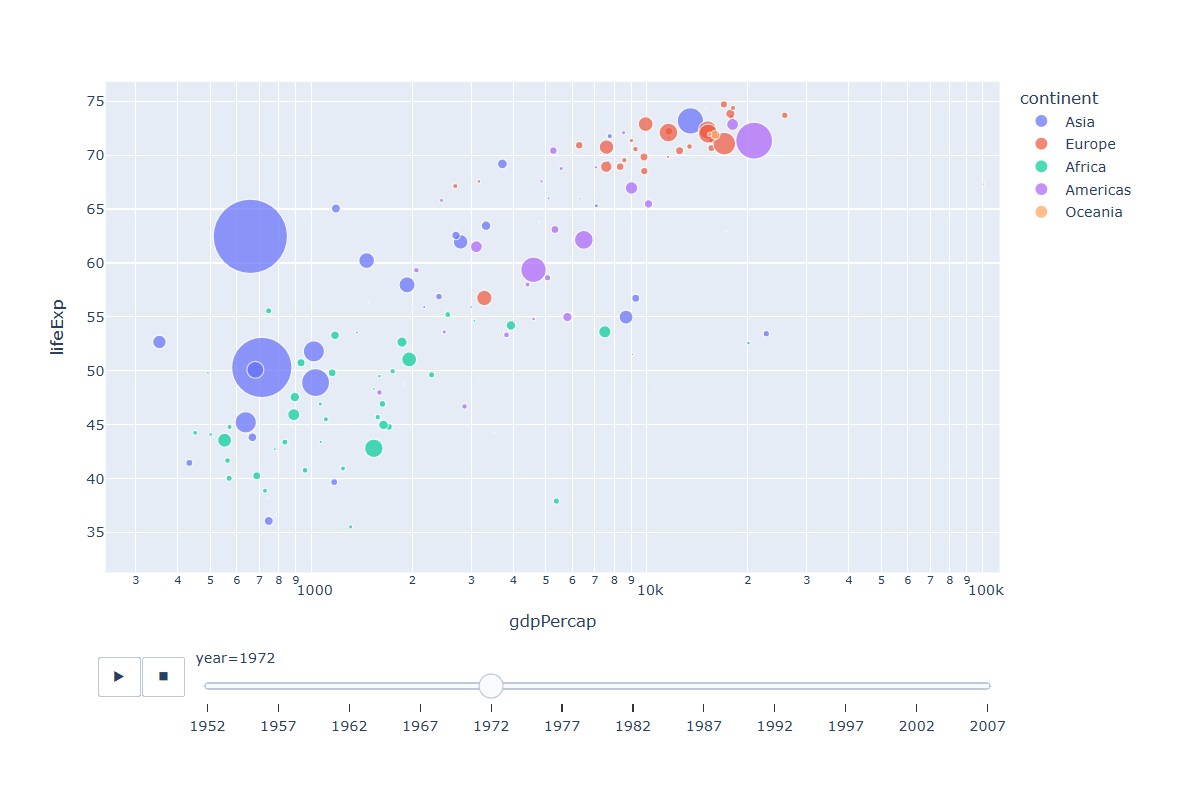 continent
Asia
Europe
Africa
Americas
Oceania
lifeExp
75
70
65
60
55
50
45
40
35
3 4 5 6 7 8 9 1000 2 3 4 5 6 7 8 9 10k 2 3 4 5 6 7 8 9 100k
gdpPercap
year=1972
1952 1957 1962 1967 1972 1977 1982 1987 1992 1997 2002 2007